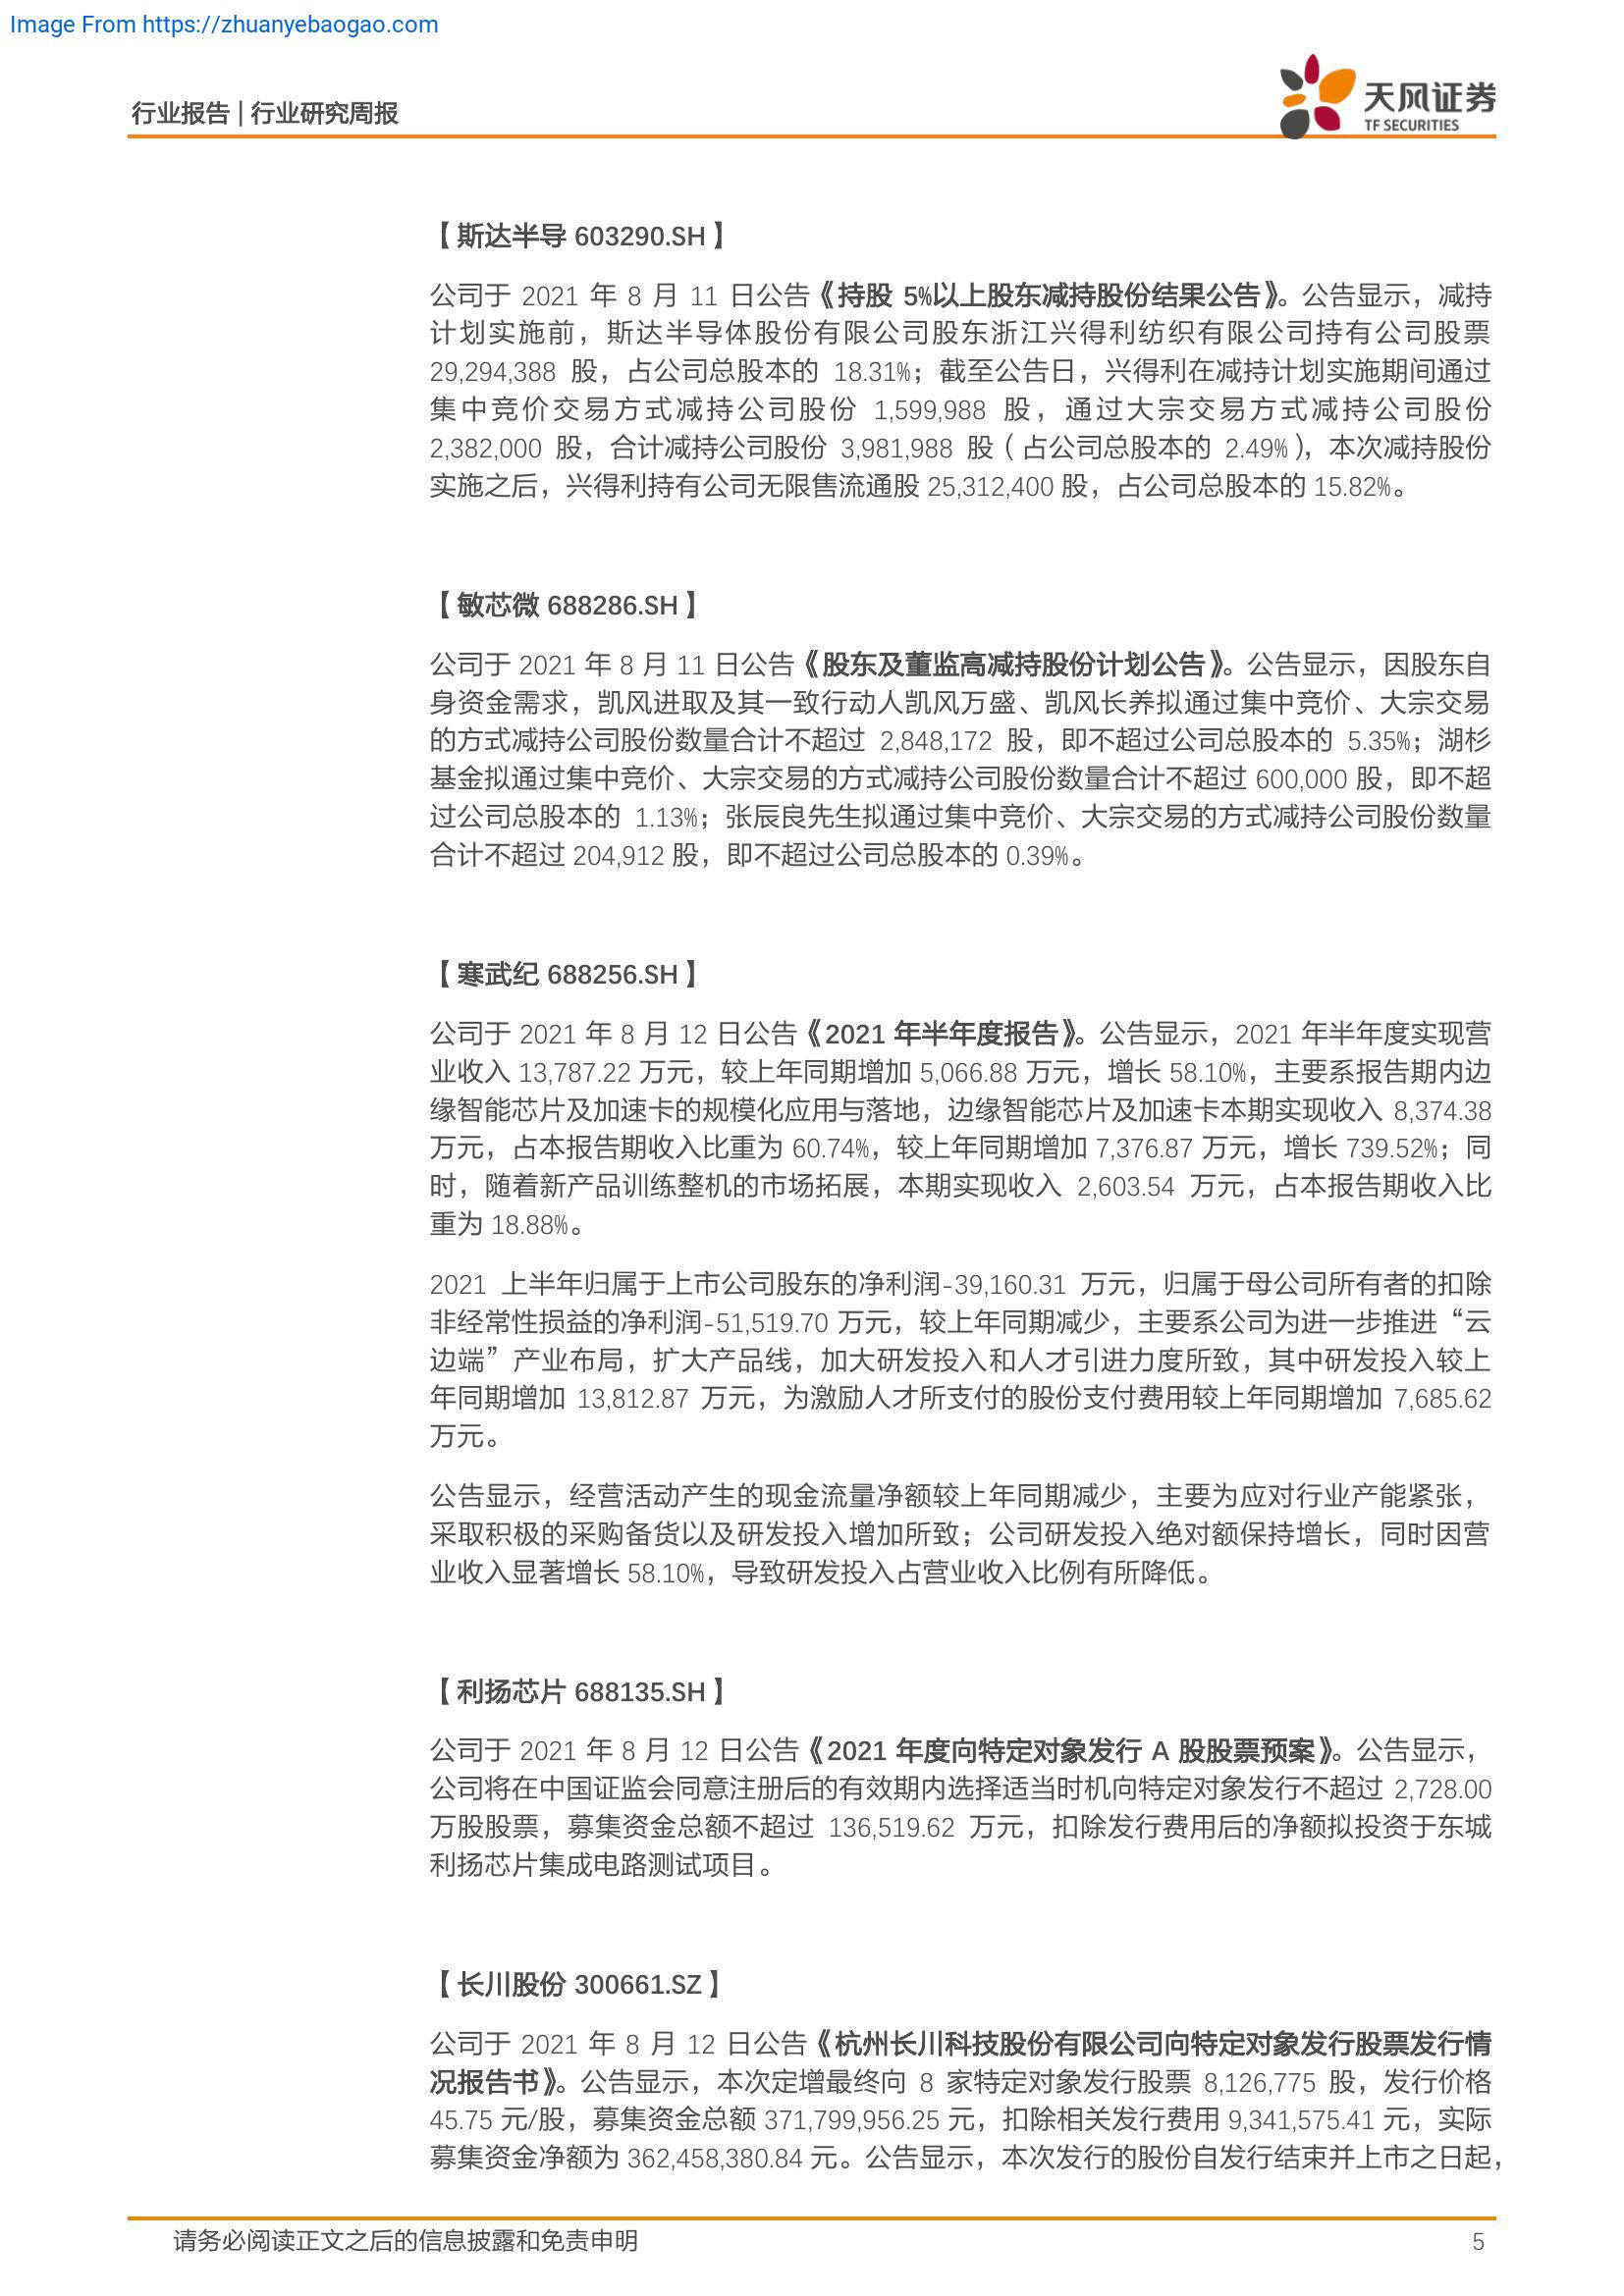 Image From https://zhuanyebaogao.com
行业报告 | 行业研究周报
天风证券
TF SECURITIES
【斯达半导 603290.SH】
公司于 2021 年 8 月 11 日公告《持股 5%以上股东减持股份结果公告》。公告显示，减持
计划实施前，斯达半导体股份有限公司股东浙江兴得利纺织有限公司持有公司股票
29,294,388 股，占公司总股本的 18.31%；截至公告日，兴得利在减持计划实施期间通过
集中竞价交易方式减持公司股份 1,599,988 股，通过大宗交易方式减持公司股份
2,382,000 股，合计减持公司股份 3,981,988 股（占公司总股本的 2.49%），本次减持股份
实施之后，兴得利持有公司无限售流通股 25,312,400 股，占公司总股本的 15.82%。
【敏芯微 688286.SH】
公司于 2021 年 8 月 11 日公告《股东及董监高减持股份计划公告》。公告显示，因股东自
身资金需求，凯风进取及其一致行动人凯风万盛、凯风长养拟通过集中竞价、大宗交易
的方式减持公司股份数量合计不超过 2,848,172 股，即不超过公司总股本的 5.35%；湖杉
基金拟通过集中竞价、大宗交易的方式减持公司股份数量合计不超过 600,000 股，即不超
过公司总股本的 1.13%；张辰良先生拟通过集中竞价、大宗交易的方式减持公司股份数量
合计不超过 204,912 股，即不超过公司总股本的 0.39%。
【寒武纪 688256.SH】
公司于 2021 年 8 月 12 日公告《2021 年半年度报告》。公告显示，2021 年半年度实现营
业收入 13,787.22 万元，较上年同期增加 5,066.88 万元，增长 58.10%，主要系报告期内边
缘智能芯片及加速卡的规模化应用与落地，边缘智能芯片及加速卡本期实现收入 8,374.38
万元，占本报告期收入比重为 60.74%，较上年同期增加 7,376.87 万元，增长 739.52%；同
时，随着新产品训练整机的市场拓展，本期实现收入 2,603.54 万元，占本报告期收入比
重为 18.88%。
2021 上半年归属于上市公司股东的净利润-39,160.31 万元，归属于母公司所有者的扣除
非经常性损益的净利润-51,519.70 万元，较上年同期减少，主要系公司为进一步推进“云
边端”产业布局，扩大产品线，加大研发投入和人才引进力度所致，其中研发投入较上
年同期增加 13,812.87 万元，为激励人才所支付的股份支付费用较上年同期增加 7,685.62
万元。
公告显示，经营活动产生的现金流量净额较上年同期减少，主要为应对行业产能紧张，
采取积极的采购备货以及研发投入增加所致；公司研发投入绝对额保持增长，同时因营
业收入显著增长 58.10%，导致研发投入占营业收入比例有所降低。
【利扬芯片 688135.SH】
公司于 2021 年 8 月 12 日公告《2021 年度向特定对象发行 A 股股票预案》。公告显示，
公司将在中国证监会同意注册后的有效期内选择适当时机向特定对象发行不超过 2,728.00
万股股票，募集资金总额不超过 136,519.62 万元，扣除发行费用后的净额拟投资于东城
利扬芯片集成电路测试项目。
【长川股份 300661.SZ】
公司于 2021 年 8 月 12 日公告《杭州长川科技股份有限公司向特定对象发行股票发行情
况报告书》。公告显示，本次定增最终向 8 家特定对象发行股票 8,126,775 股，发行价格
45.75 元/股，募集资金总额 371,799,956.25 元，扣除相关发行费用 9,341,575.41 元，实际
募集资金净额为 362,458,380.84 元。公告显示，本次发行的股份自发行结束并上市之日起，
请务必阅读正文之后的信息披露和免责申明
5